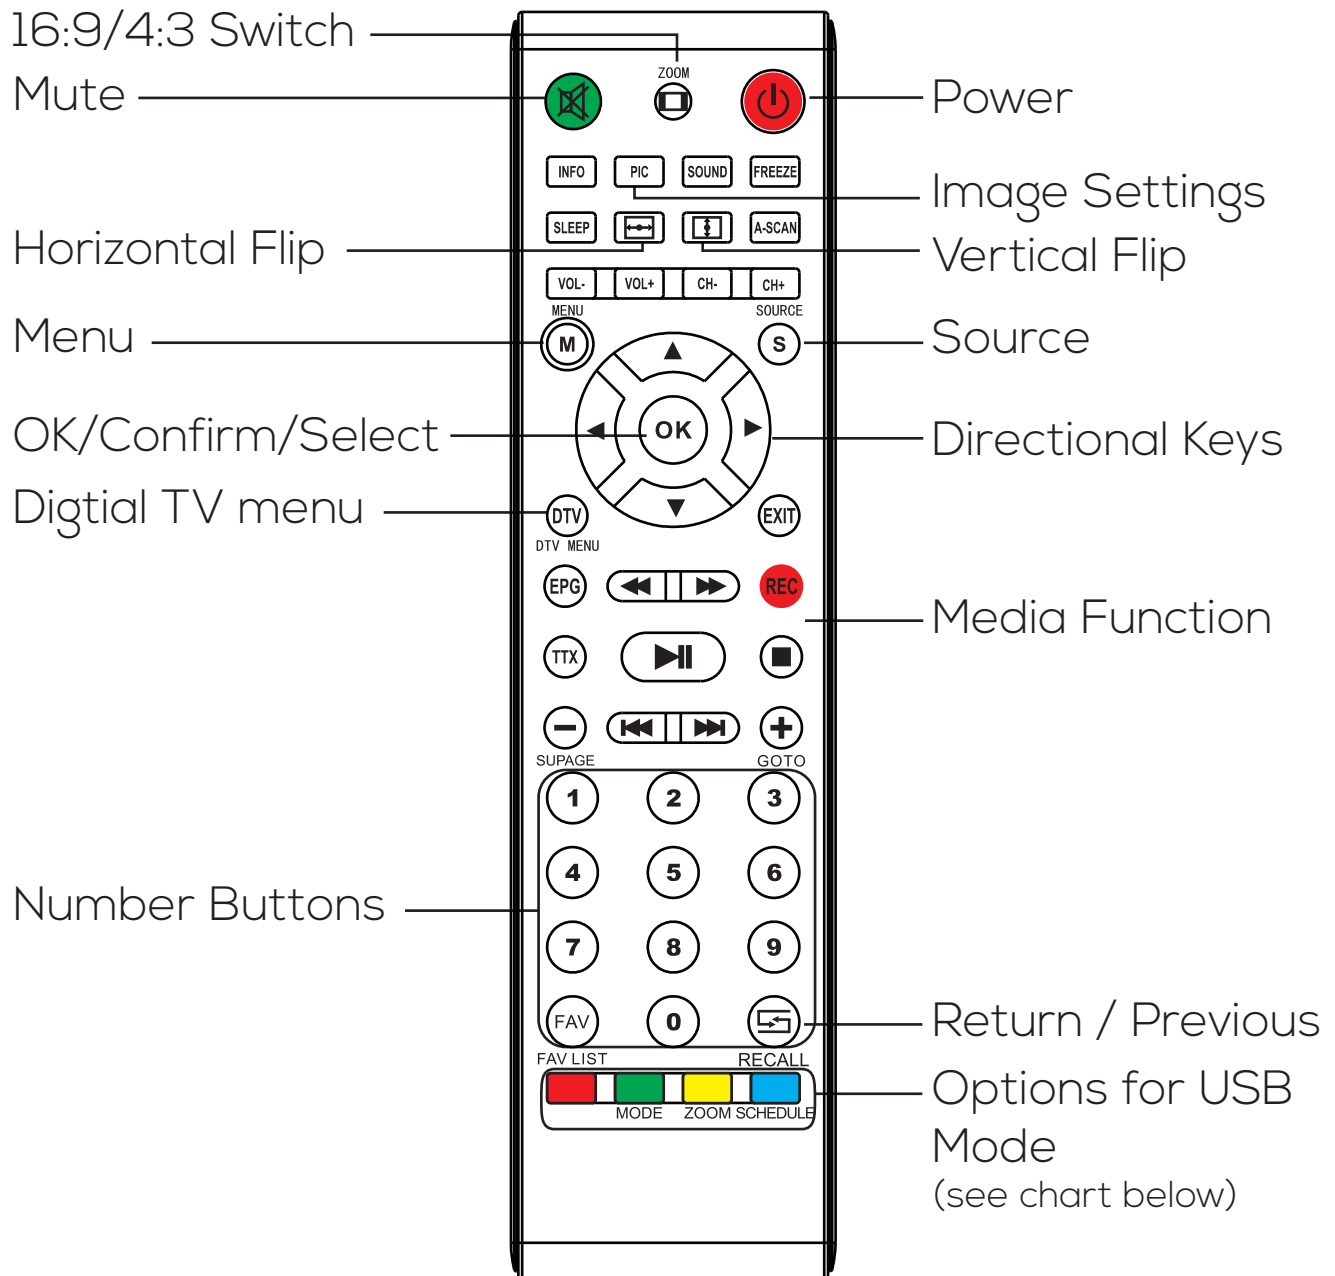 16:9/4:3 Switch
ZOOM
Mute
Power
INFO PIC SOUND FREEZE
Image Settings
SLEEP A-SCAN
Horizontal Flip
Vertical Flip
VOL- VOL+ CH- CH+
MENU SOURCE
Menu
M S
Source
OK/Confirm/Select
OK
Directional Keys
Digtial TV menu
DTV EXIT
DTV MENU
EPG REC
Media Function
TTX
SUPAGE GOTO
1 2 3
4 5 6
Number Buttons
7 8 9
FAV 0
Return / Previous
FAV LIST RECALL
Options for USB
Mode
(see chart below)
MODE ZOOM SCHEDULE